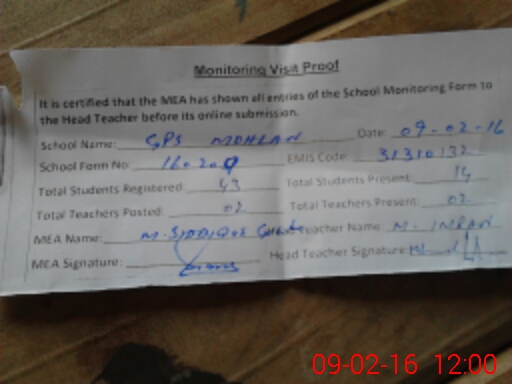 Monitoring Visit Proof
It is certified that the MEA has shown all entries of the School Monitoring Form to
the Head Teacher before its online submission.
School Name: GPS MOHLAN Date: 09-02-16
School Form No: 160209 EMIS Code: 31310132
Total Students Registered: 43 Total Students Present: 14
Total Teachers Posted: 02 Total Teachers Present: 02
MEA Name: M. SIDDIQUE Head Teacher Name: M. IMRAN
MEA Signature: Head Teacher Signature:
09-02-16 12:00